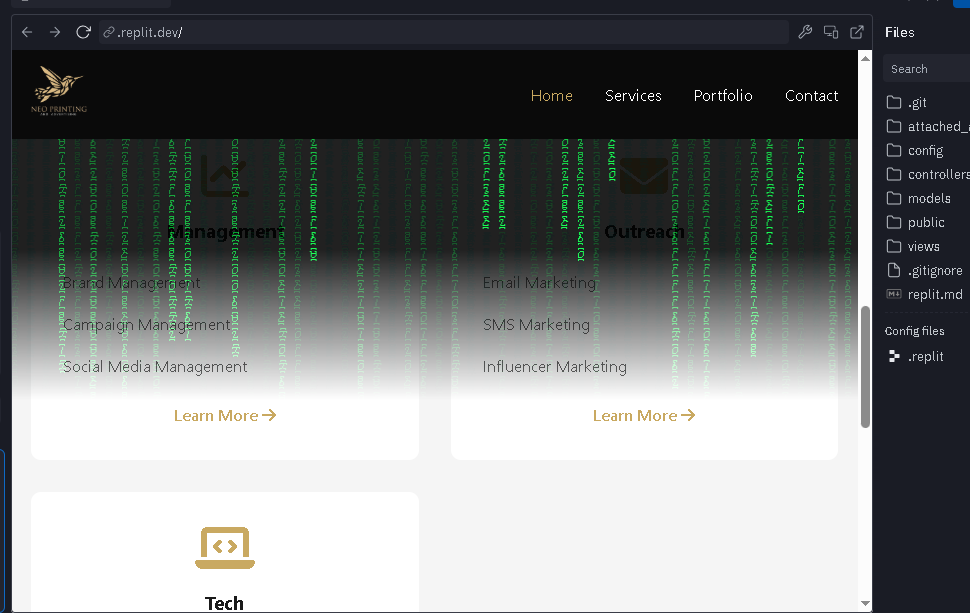 .replit.dev/
Files
Search
.git
attached_a
config
controllers
models
public
views
.gitignore
replit.md
Config files
.replit
NEO PRINTING
Home
Services
Portfolio
Contact
Management
Brand Management
Campaign Management
Social Media Management
Learn More
Outreach
Email Marketing
SMS Marketing
Influencer Marketing
Learn More
Tech